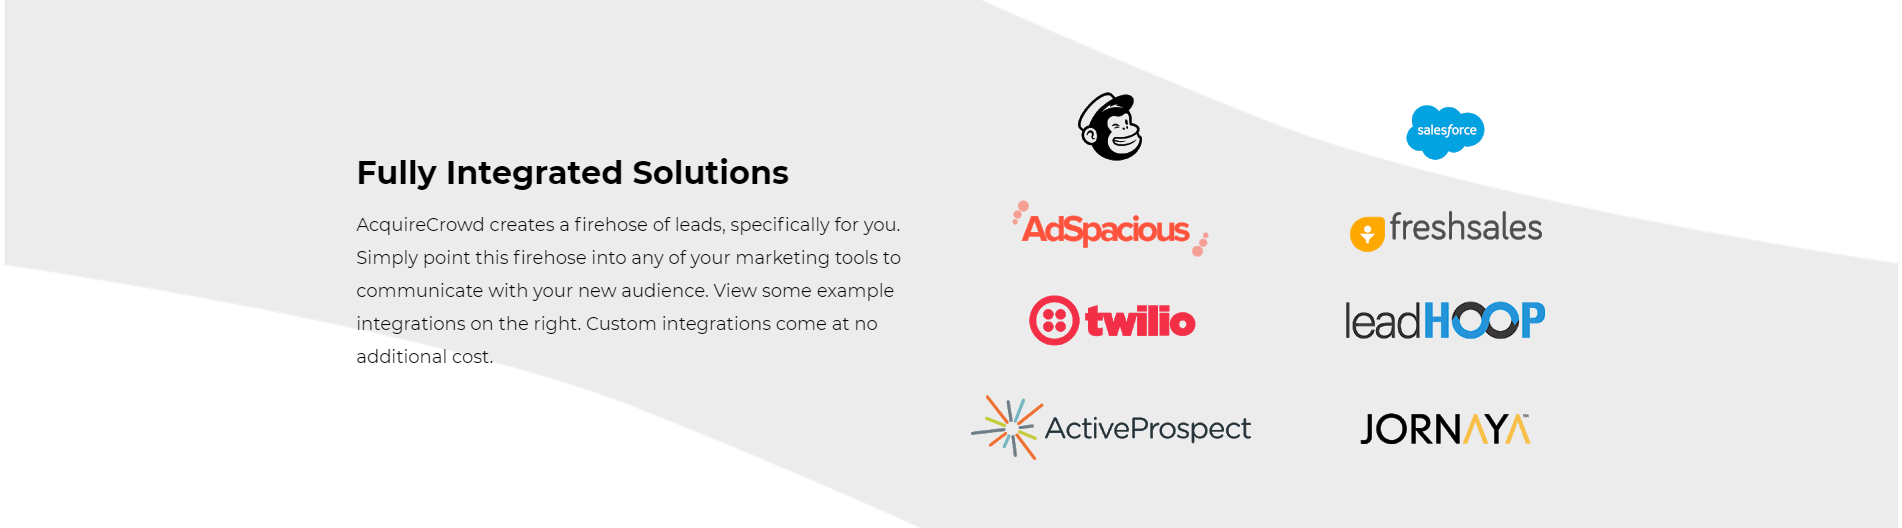 Fully Integrated Solutions
AcquireCrowd creates a firehose of leads, specifically for you.
Simply point this firehose into any of your marketing tools to
communicate with your new audience. View some example
integrations on the right. Custom integrations come at no
additional cost.
salesforce
AdSpacious
freshsales
twilio
leadHOOP
ActiveProspect
JORNAYA™